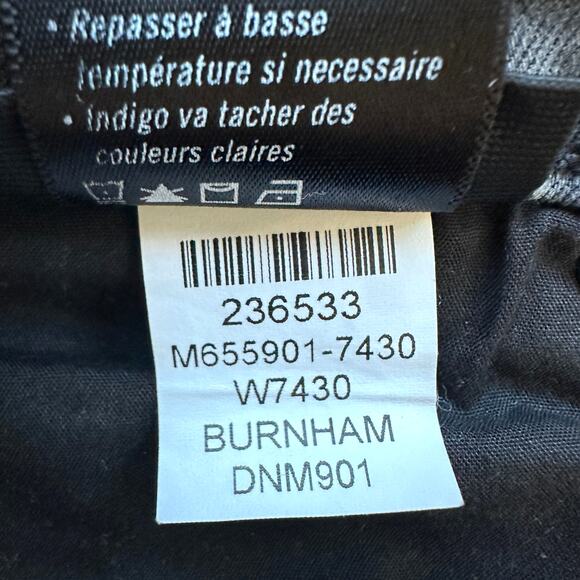 • Repasser à basse
température si necessaire
• Indigo va tacher des
couleurs claires
236533
M655901-7430
W7430
BURNHAM
DNM901